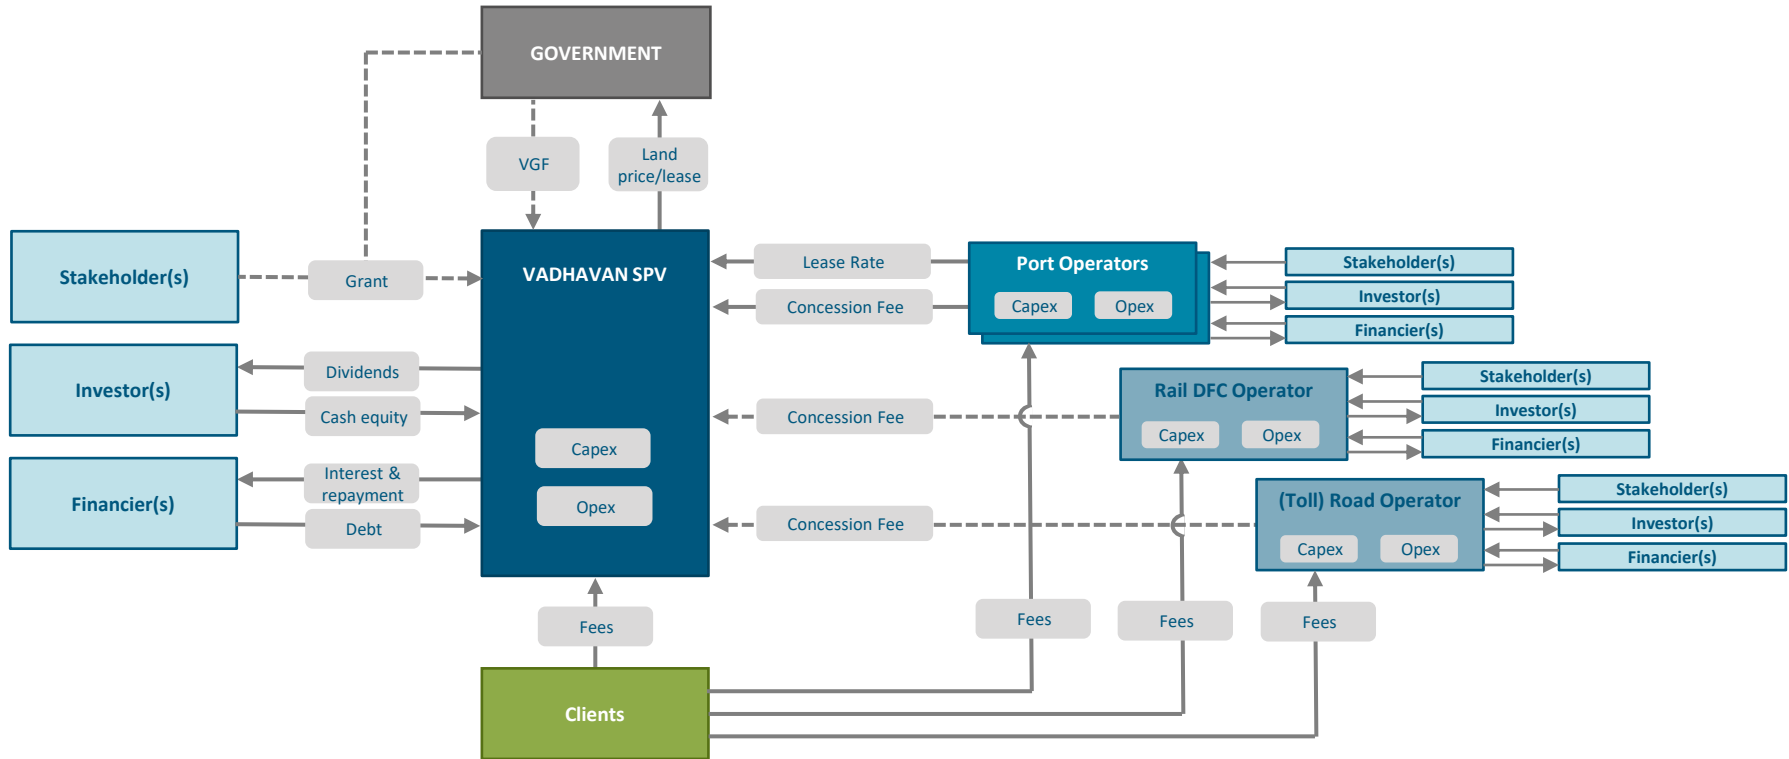 GOVERNMENT
VGF
Land
price/lease
Stakeholder(s)
Grant
VADHAVAN SPV
Lease Rate
Concession Fee
Port Operators
Capex
Opex
Stakeholder(s)
Investor(s)
Financier(s)
Investor(s)
Dividends
Cash equity
Concession Fee
Rail DFC Operator
Capex
Opex
Stakeholder(s)
Investor(s)
Financier(s)
Financier(s)
Interest &
repayment
Debt
Capex
Opex
Concession Fee
(Toll) Road Operator
Capex
Opex
Stakeholder(s)
Investor(s)
Financier(s)
Fees
Fees
Fees
Fees
Clients